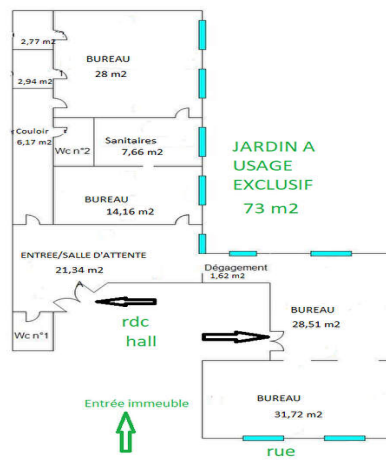 2,77 m2
BUREAU
28 m2
2,94 m2
Couloir
6,17 m2
Wc n°2
Sanitaires
7,66 m2
JARDIN A
USAGE
EXCLUSIF
73 m2
BUREAU
14,16 m2
ENTREE/SALLE D'ATTENTE
21,34 m2
Dégagement
1,62 m2
A
rdc
hall
Wc n°1
BUREAU
28,51 m2
Entrée immeuble
BUREAU
31,72 m2
rue